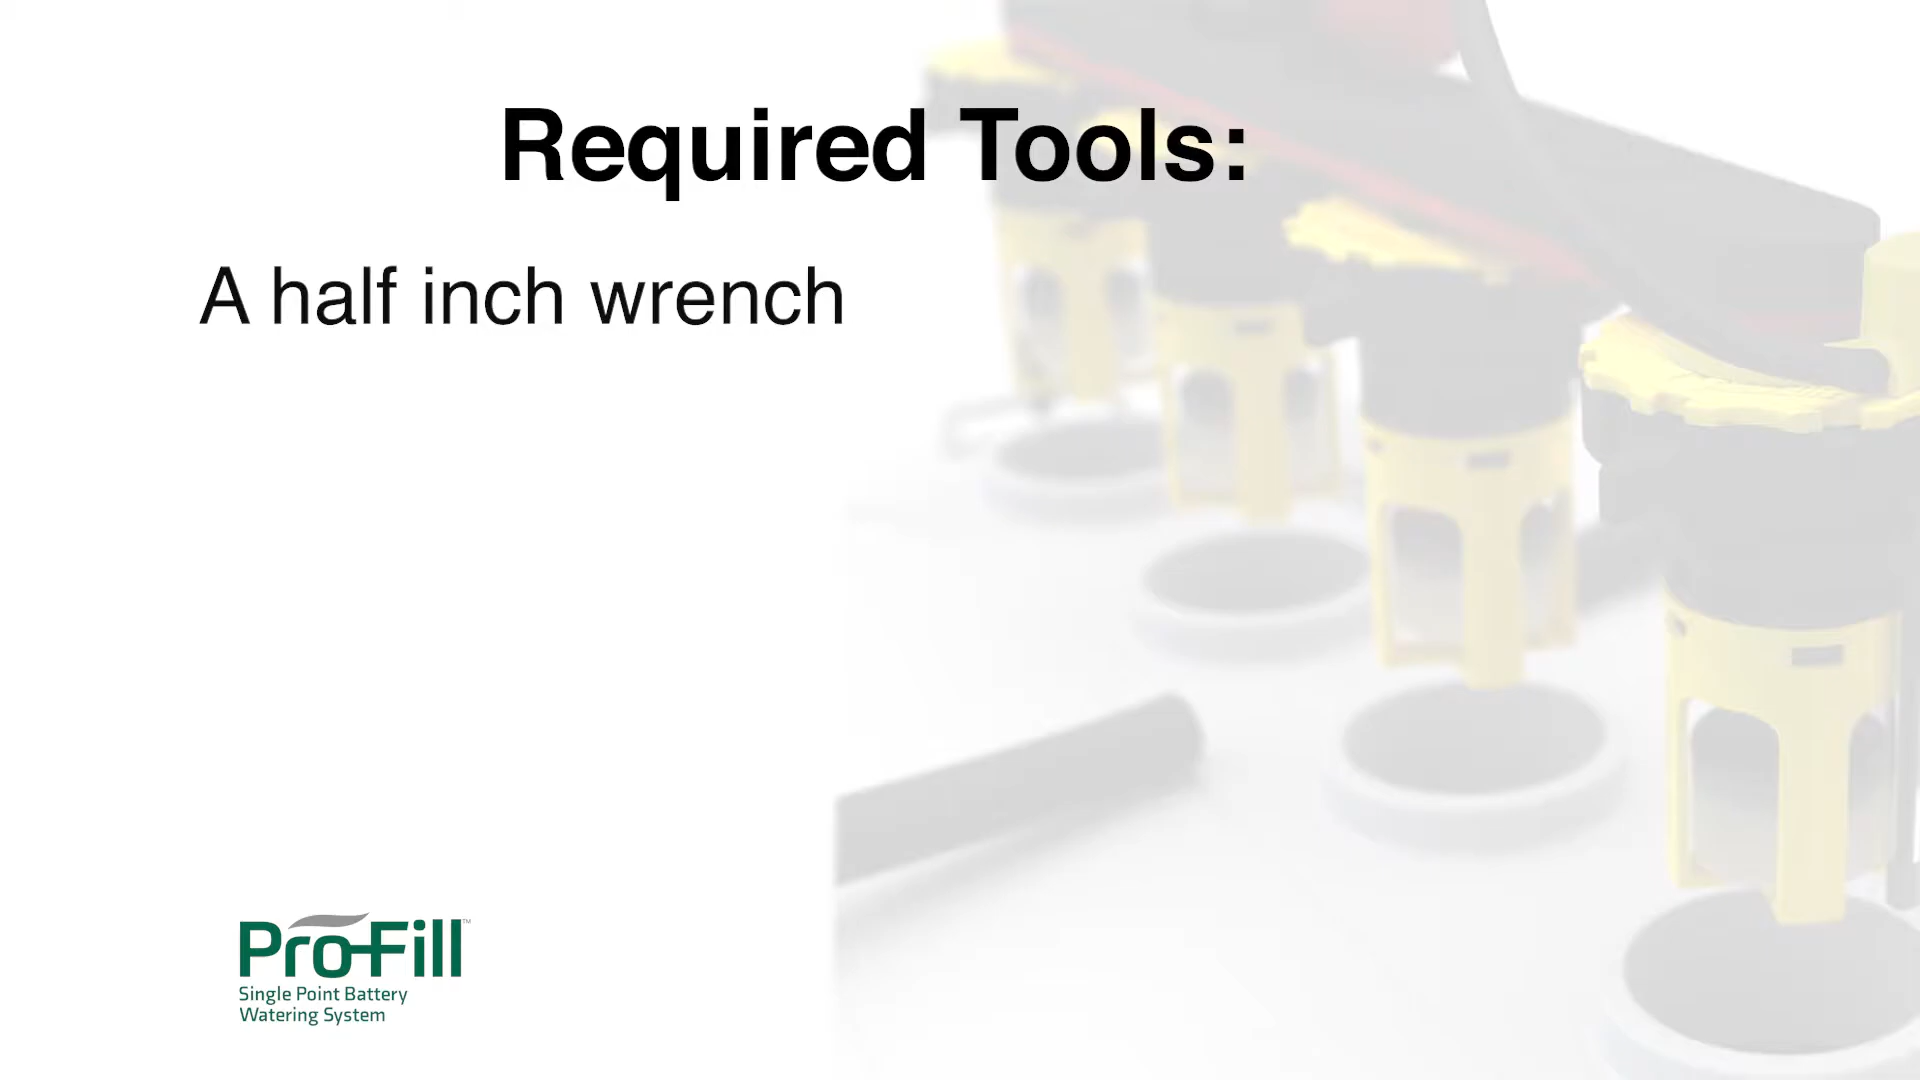 Required Tools:
A half inch wrench
Pro-Fill™
Single Point Battery
Watering System